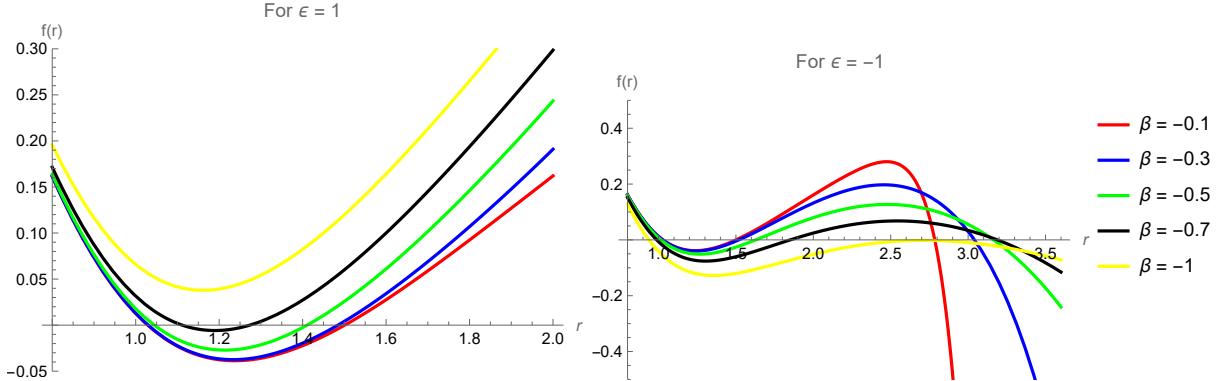 For ϵ = 1
f(r)
0.30
0.25
0.20
0.15
0.10
0.05
-0.05
1.0 1.2 1.4 1.6 1.8 2.0
r
For ϵ = -1
f(r)
0.4
0.2
-0.2
-0.4
1.0 1.5 2.0 2.5 3.0 3.5
r
β = -0.1
β = -0.3
β = -0.5
β = -0.7
β = -1